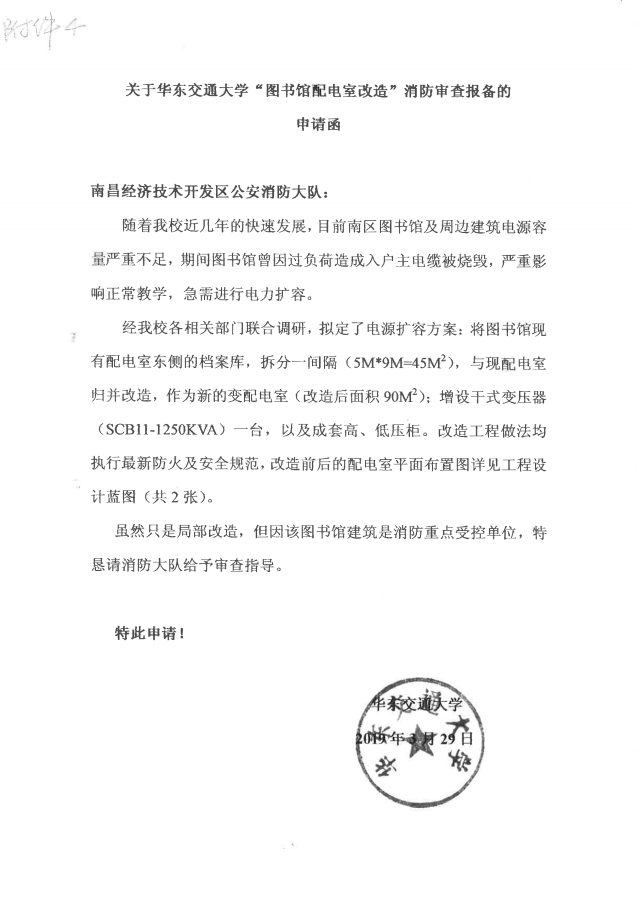 附件4
关于华东交通大学“图书馆配电室改造”消防审查报备的
申请函
南昌经济技术开发区公安消防大队：
随着我校近几年的快速发展，目前南区图书馆及周边建筑电源容
量严重不足，期间图书馆曾因过负荷造成入户主电缆被烧毁，严重影
响正常教学，急需进行电力扩容。
经我校各相关部门联合调研，拟定了电源扩容方案：将图书馆现
有配电室东侧的档案库，拆分一间隔（5M*9M=45M²），与现配电室
归并改造，作为新的变配电室（改造后面积 90M²）；增设干式变压器
（SCB11-1250KVA）一台，以及成套高、低压柜。改造工程做法均
执行最新防火及安全规范，改造前后的配电室平面布置图详见工程设
计蓝图（共 2 张）。
虽然只是局部改造，但因该图书馆建筑是消防重点受控单位，特
恳请消防大队给予审查指导。
特此申请！
华东交通大学
2019 年 3 月 29 日
华东交通大学